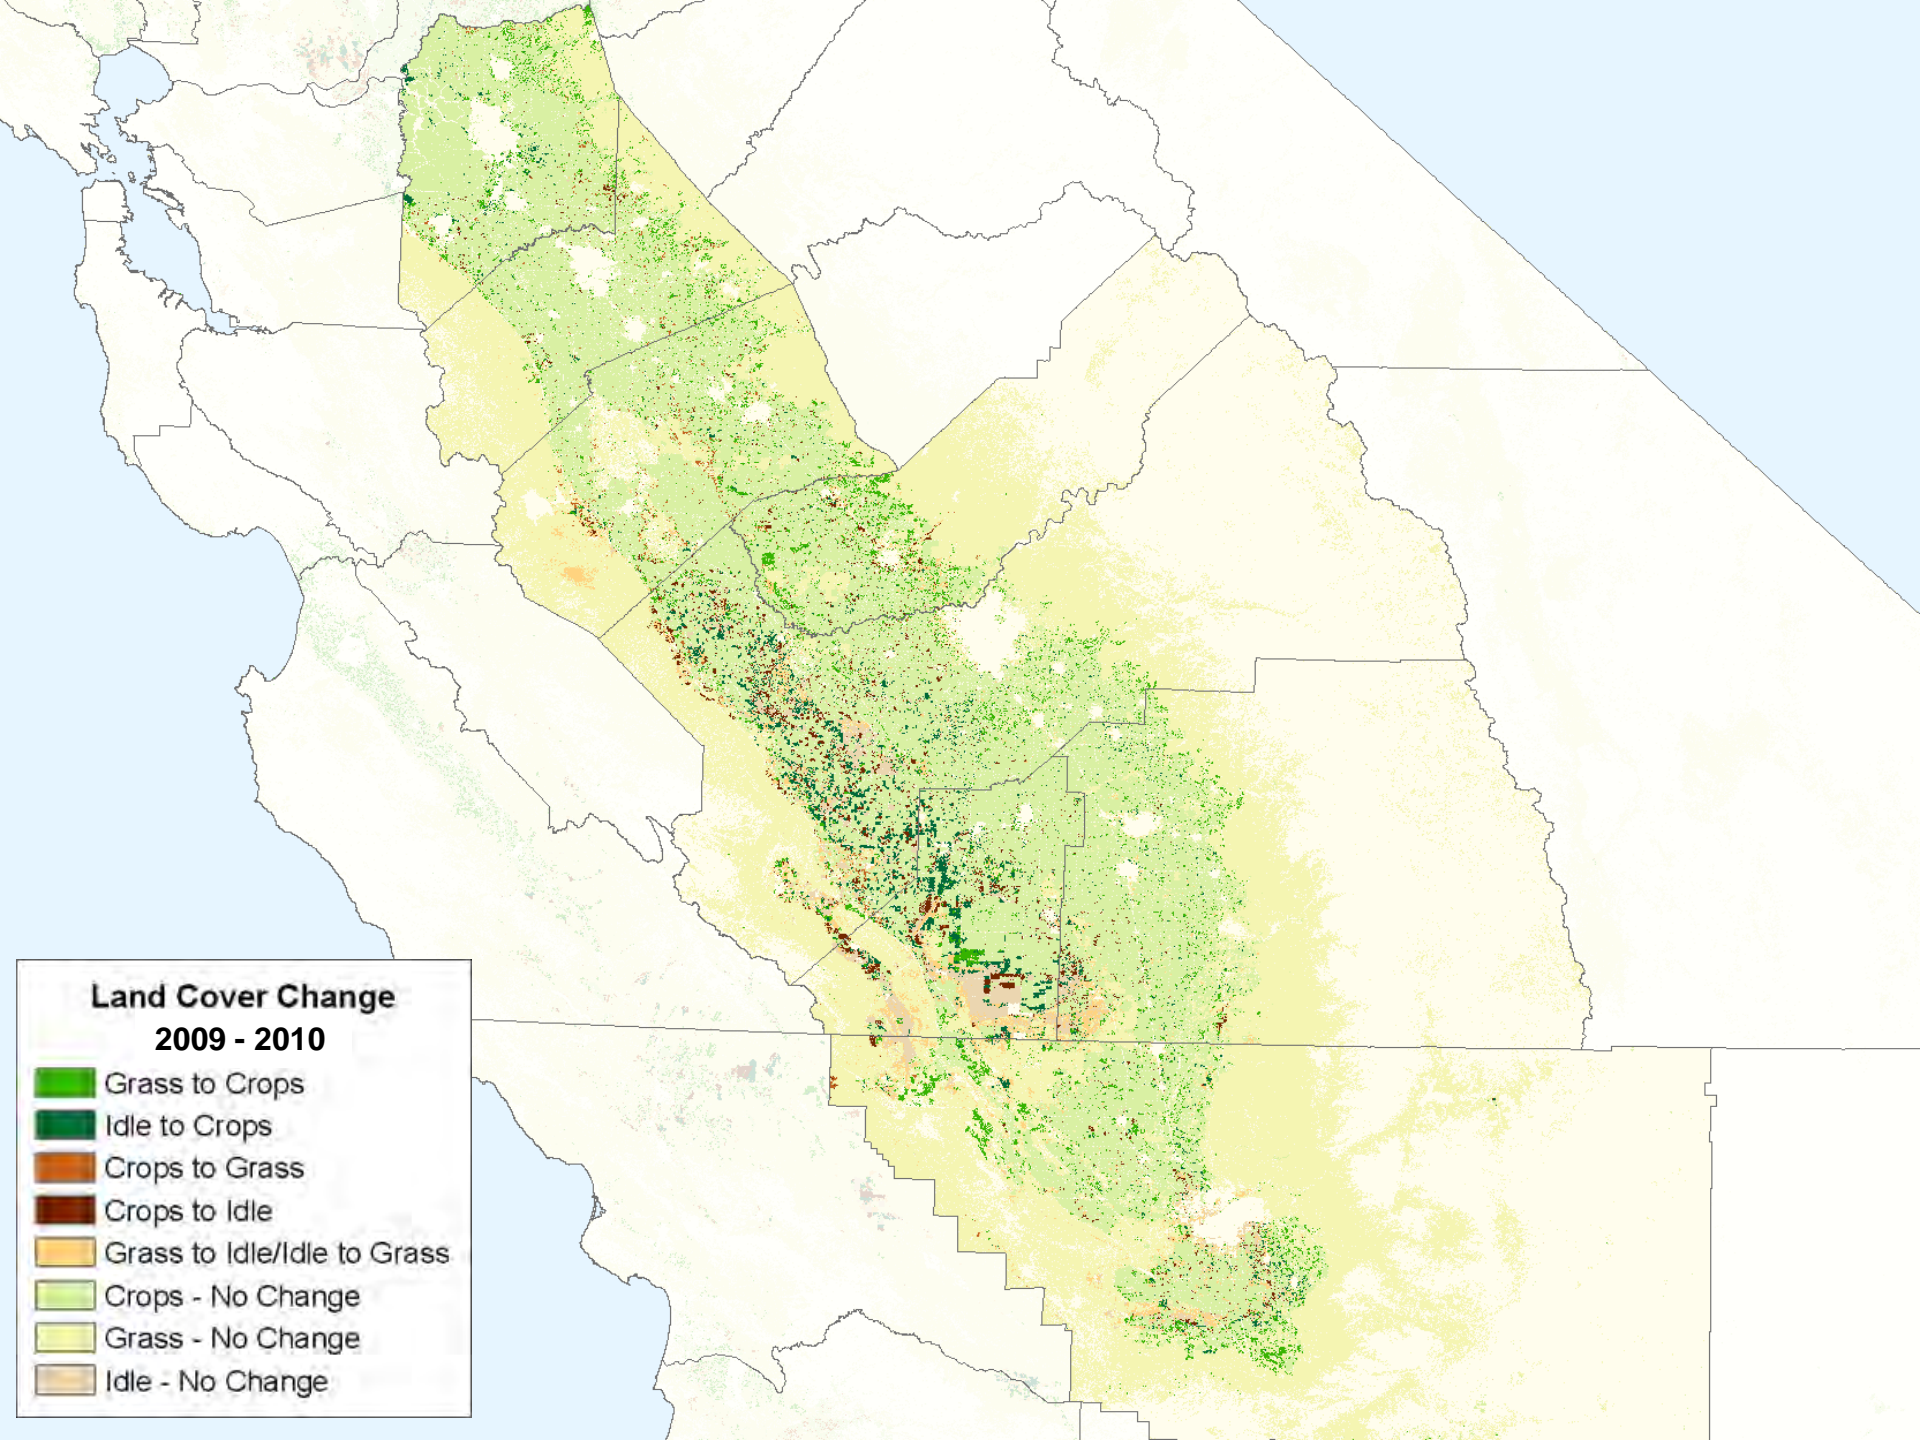 Land Cover Change
2009 - 2010
Grass to Crops
Idle to Crops
Crops to Grass
Crops to Idle
Grass to Idle/Idle to Grass
Crops - No Change
Grass - No Change
Idle - No Change